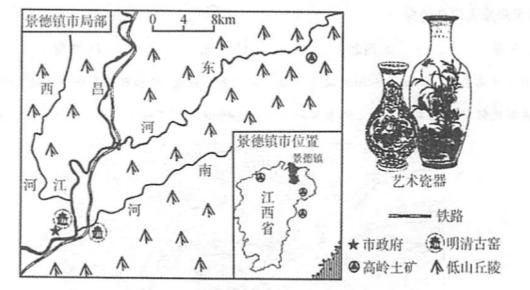 景德镇市局部
0 4 8km
西
昌
东
河
南
河
江
河
景德镇市位置
景德镇
江西省
艺术瓷器
铁路
市政府
明清古窑
高岭土矿
低山丘陵